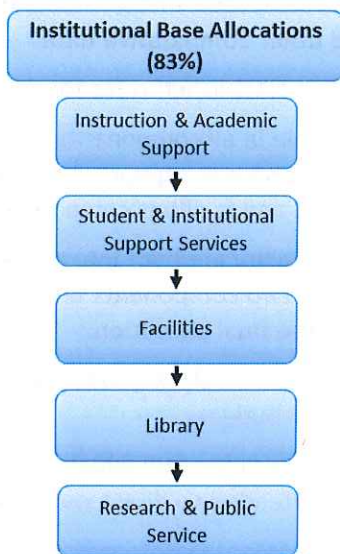 Institutional Base Allocations
(83%)
Instruction & Academic
Support
Student & Institutional
Support Services
Facilities
Library
Research & Public
Service